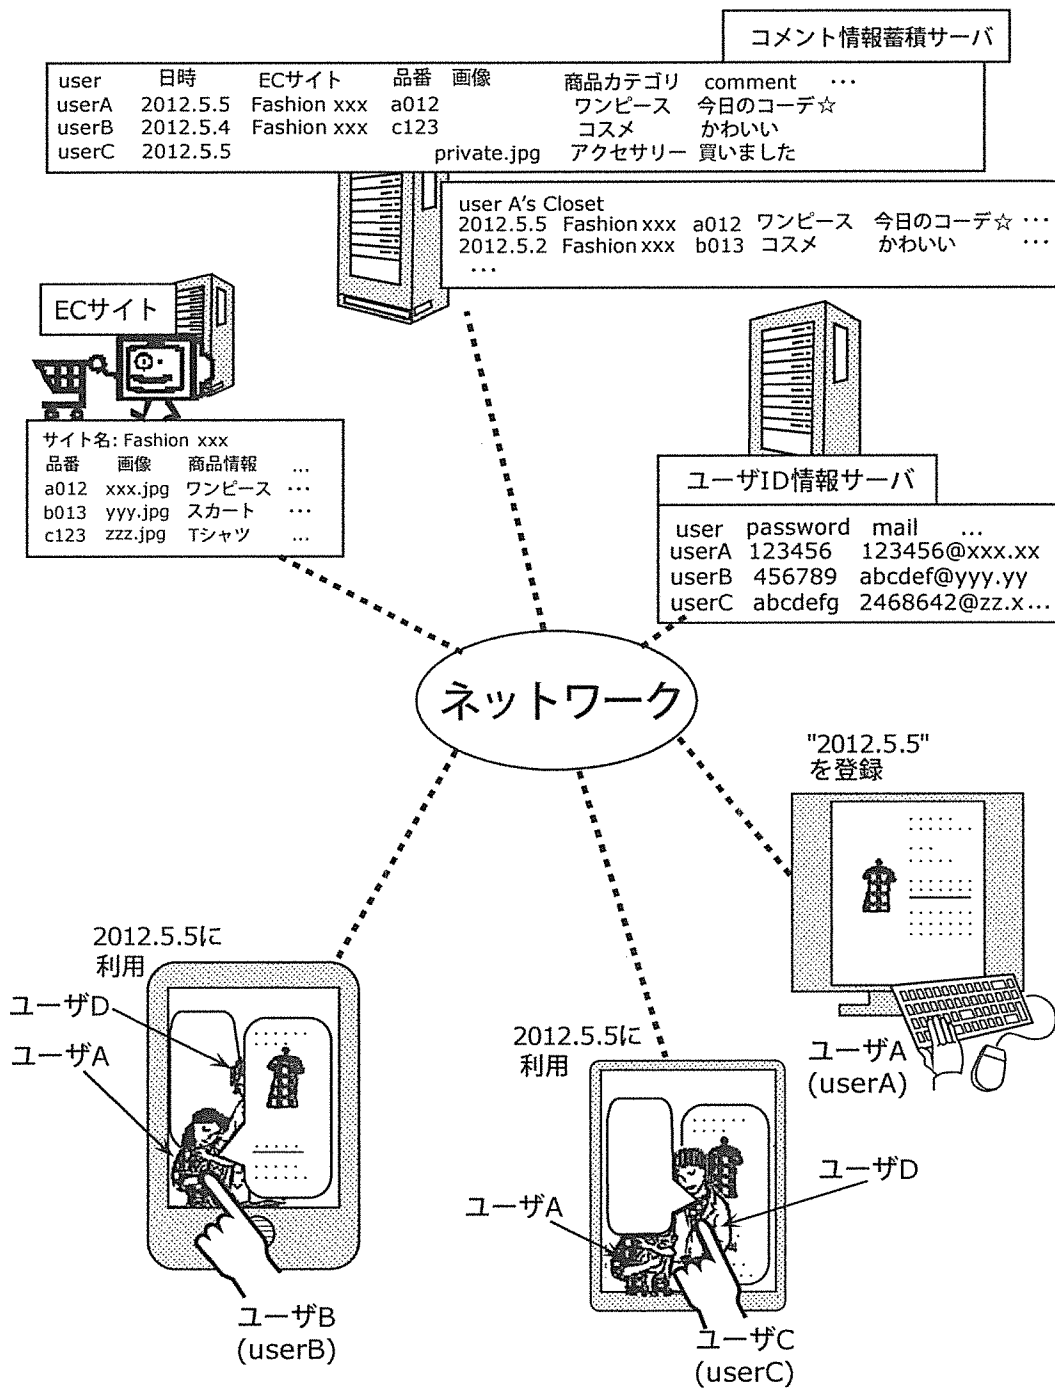 コメント情報蓄積サーバ
user 日時 ECサイト 品番 画像 商品カテゴリ comment ･･･
userA 2012.5.5 Fashion xxx a012 ワンピース 今日のコーデ☆
userB 2012.5.4 Fashion xxx c123 コスメ かわいい
userC 2012.5.5 private.jpg アクセサリー 買いました
user A's Closet
2012.5.5 Fashion xxx a012 ワンピース 今日のコーデ☆ ･･･
2012.5.2 Fashion xxx b013 コスメ かわいい ･･･
･･･
ECサイト
サイト名: Fashion xxx
品番 画像 商品情報 ...
a012 xxx.jpg ワンピース ･･･
b013 yyy.jpg スカート ･･･
c123 zzz.jpg Tシャツ ...
ユーザID情報サーバ
user password mail ...
userA 123456 123456@xxx.xx
userB 456789 abcdef@yyy.yy
userC abcdefg 2468642@zz.x...
ネットワーク
"2012.5.5"
を登録
ユーザA
(userA)
2012.5.5に
利用
ユーザD
ユーザA
ユーザB
(userB)
2012.5.5に
利用
ユーザA
ユーザD
ユーザC
(userC)